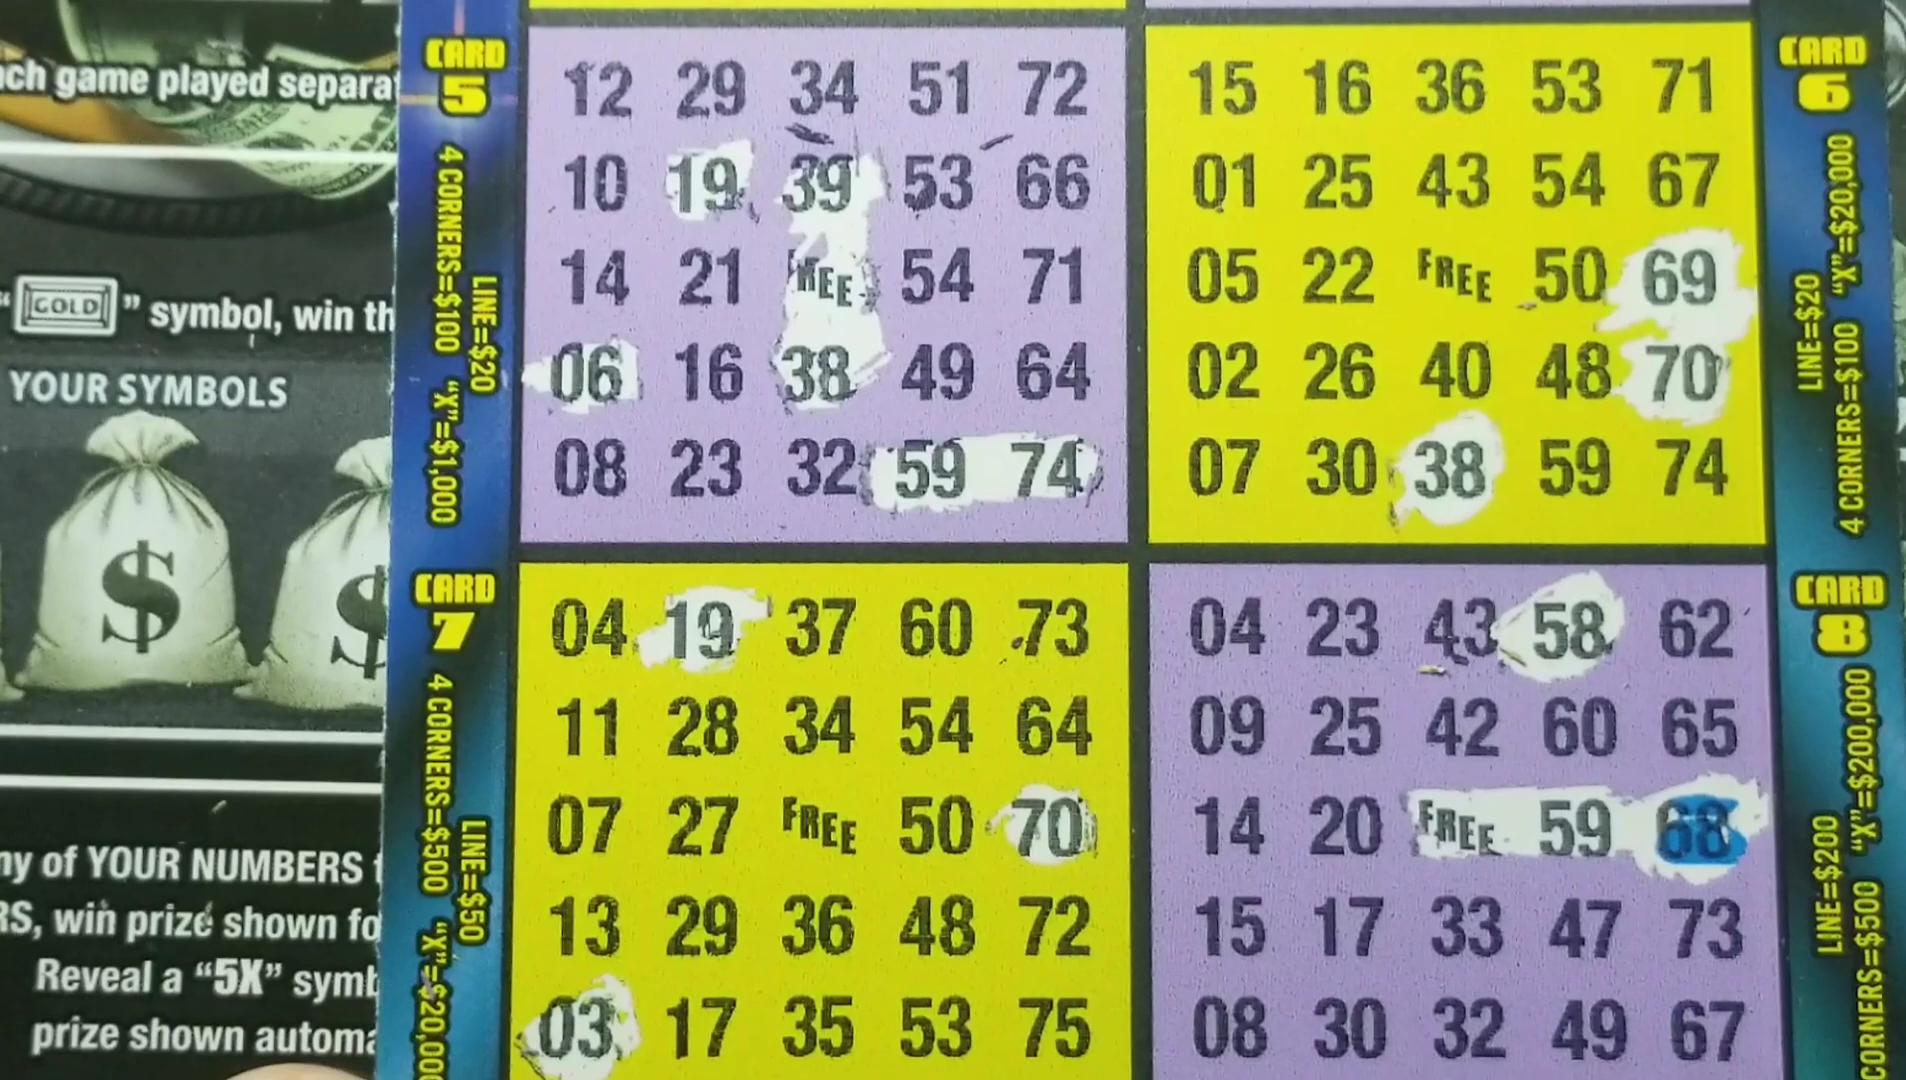 ch game played separa
"GOLD" symbol, win th
YOUR SYMBOLS
$ $
ny of YOUR NUMBERS
RS, win prize shown fo
Reveal a "5X" symb
prize shown automa
CARD
5
LINE=$20
4 CORNERS=$100 "X"=$1,000
12 29 34 51 72
10 19 39 53 66
14 21 FREE 54 71
06 16 38 49 64
08 23 32 59 74
CARD
6
LINE=$20
4 CORNERS=$100 "X"=$20,000
15 16 36 53 71
01 25 43 54 67
05 22 FREE 50 69
02 26 40 48 70
07 30 38 59 74
CARD
7
LINE=$50
4 CORNERS=$500 "X"=$20,000
04 19 37 60 73
11 28 34 54 64
07 27 FREE 50 70
13 29 36 48 72
03 17 35 53 75
CARD
8
LINE=$200
CORNERS=$500 "X"=$200,000
04 23 43 58 62
09 25 42 60 65
14 20 FREE 59 68
15 17 33 47 73
08 30 32 49 67